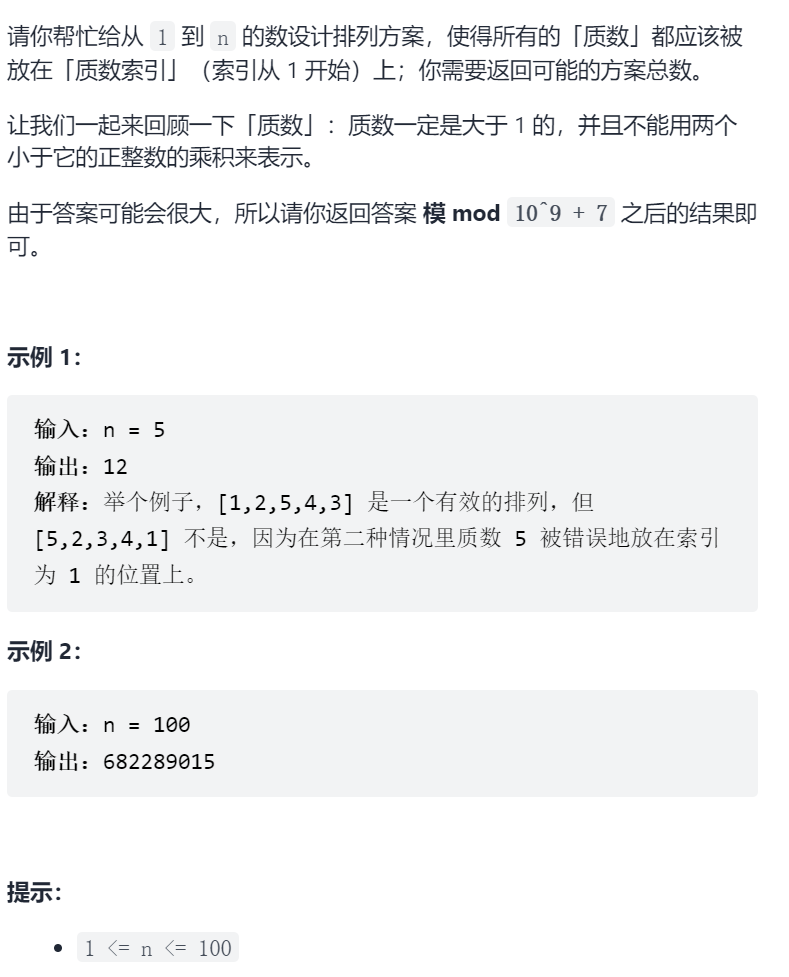 请你帮忙给从 1 到 n 的数设计排列方案，使得所有的「质数」都应该被
放在「质数索引」（索引从 1 开始）上；你需要返回可能的方案总数。
让我们一起来回顾一下「质数」：质数一定是大于 1 的，并且不能用两个
小于它的正整数的乘积来表示。
由于答案可能会很大，所以请你返回答案 模 mod 10^9 + 7 之后的结果即
可。
示例 1：
输入：n = 5
输出：12
解释：举个例子，[1,2,5,4,3] 是一个有效的排列，但
[5,2,3,4,1] 不是，因为在第二种情况里质数 5 被错误地放在索引
为 1 的位置上。
示例 2：
输入：n = 100
输出：682289015
提示：
• 1 <= n <= 100